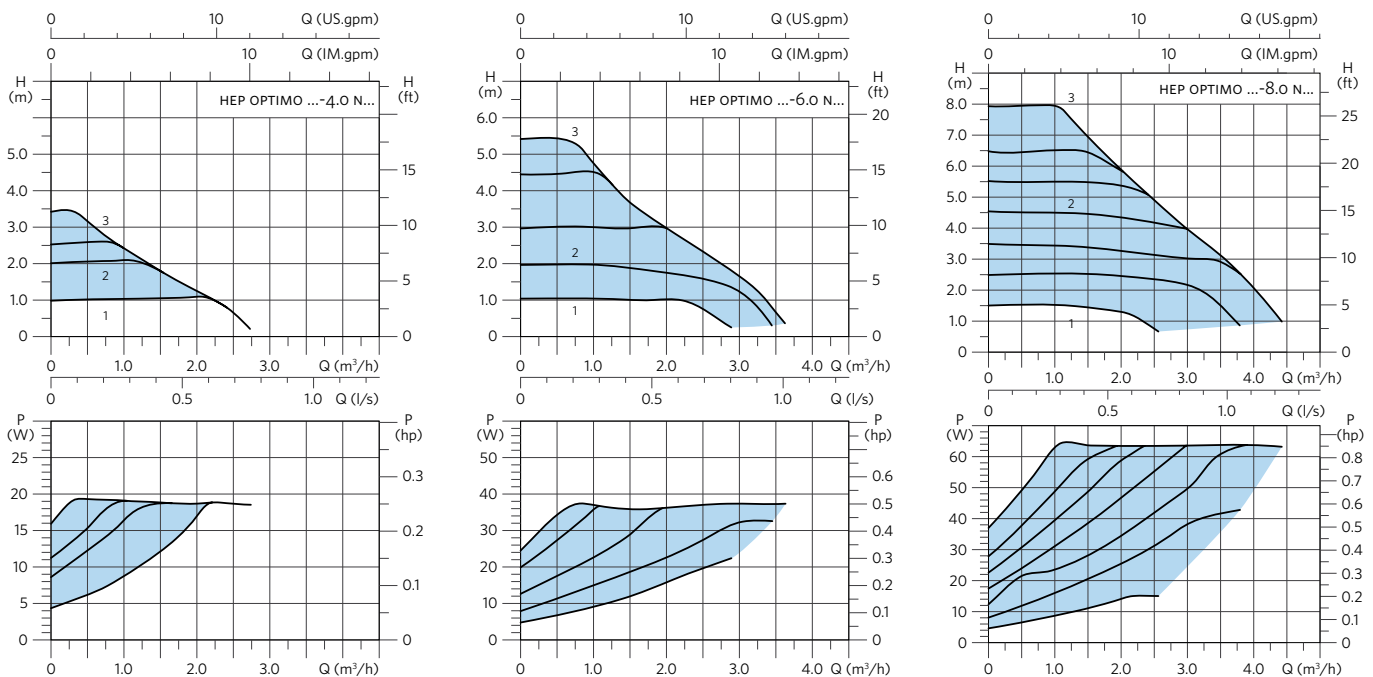 0 10 Q (US.gpm)
0 10 Q (IM.gpm)
H (m) H (ft)
HEP OPTIMO ...-4.0 N...
5.0 15
4.0
3.0 3 10
2.0 2 5
1.0 1
0 0
0 1.0 2.0 Q (m³/h)
0 0.5 1.0 Q (l/s)
P (W) P (hp)
25 0.3
20
15 0.2
10 0.1
5
0 0
0 1.0 2.0 3.0 Q (m³/h)
0 10 Q (US.gpm)
0 10 Q (IM.gpm)
H (m) H (ft)
HEP OPTIMO ...-6.0 N...
6.0 20
5.0 3 15
4.0
3.0 10
2.0 2 5
1.0 1
0 0
0 1.0 2.0 3.0 4.0 Q (m³/h)
0 0.5 1.0 Q (l/s)
P (W) P (hp)
50 0.6
40 0.5
30 0.4
0.3
20 0.2
10 0.1
0 0
0 1.0 2.0 3.0 4.0 Q (m³/h)
0 10 Q (US.gpm)
0 10 Q (IM.gpm)
H (m) H (ft)
HEP OPTIMO ...-8.0 N...
8.0 3 25
7.0
6.0 20
5.0 2 15
4.0
3.0 10
2.0 5
1.0 1
0 0
0 1.0 2.0 3.0 4.0 Q (m³/h)
0 0.5 1.0 Q (l/s)
P (W) P (hp)
60 0.8
0.7
50 0.6
40 0.5
30 0.4
0.3
20 0.2
10 0.1
0 0
0 1.0 2.0 3.0 4.0 Q (m³/h)